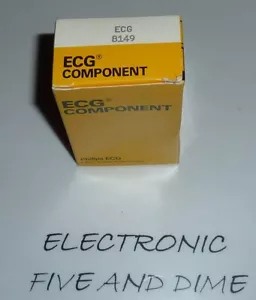 ECG
8149
ECG®
COMPONENT
ECG®
COMPONENT
Philips ECG
ELECTRONIC
FIVE AND DIME